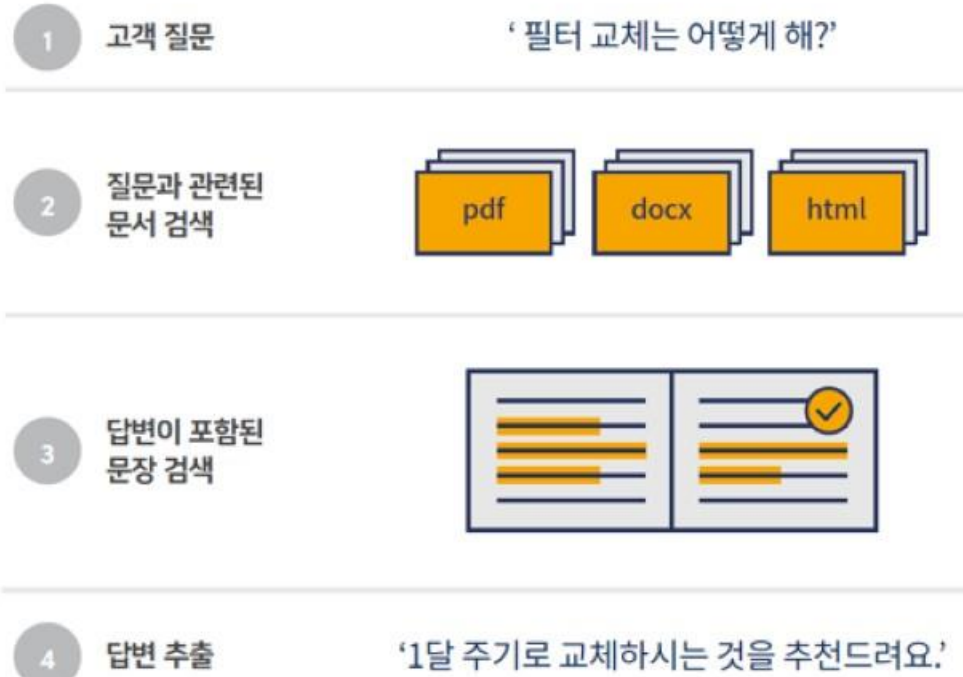 1 고객 질문 ‘ 필터 교체는 어떻게 해?’
2 질문과 관련된
문서 검색
pdf docx html
3 답변이 포함된
문장 검색
4 답변 추출 ‘1달 주기로 교체하시는 것을 추천드려요.’